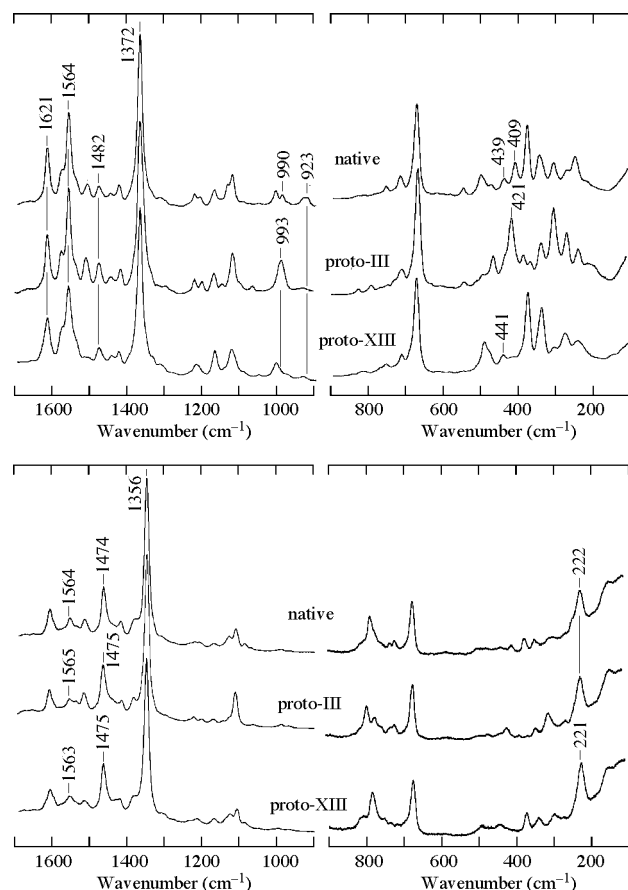 1621
1564
1482
1372
990
923
993
native
proto-III
proto-XIII
439
409
421
441
1600 1400 1200 1000
800 600 400 200
Wavenumber (cm−1)
Wavenumber (cm−1)
1564
1474
1356
1565
1475
1563
1475
native
proto-III
proto-XIII
222
221
1600 1400 1200 1000
800 600 400 200
Wavenumber (cm−1)
Wavenumber (cm−1)